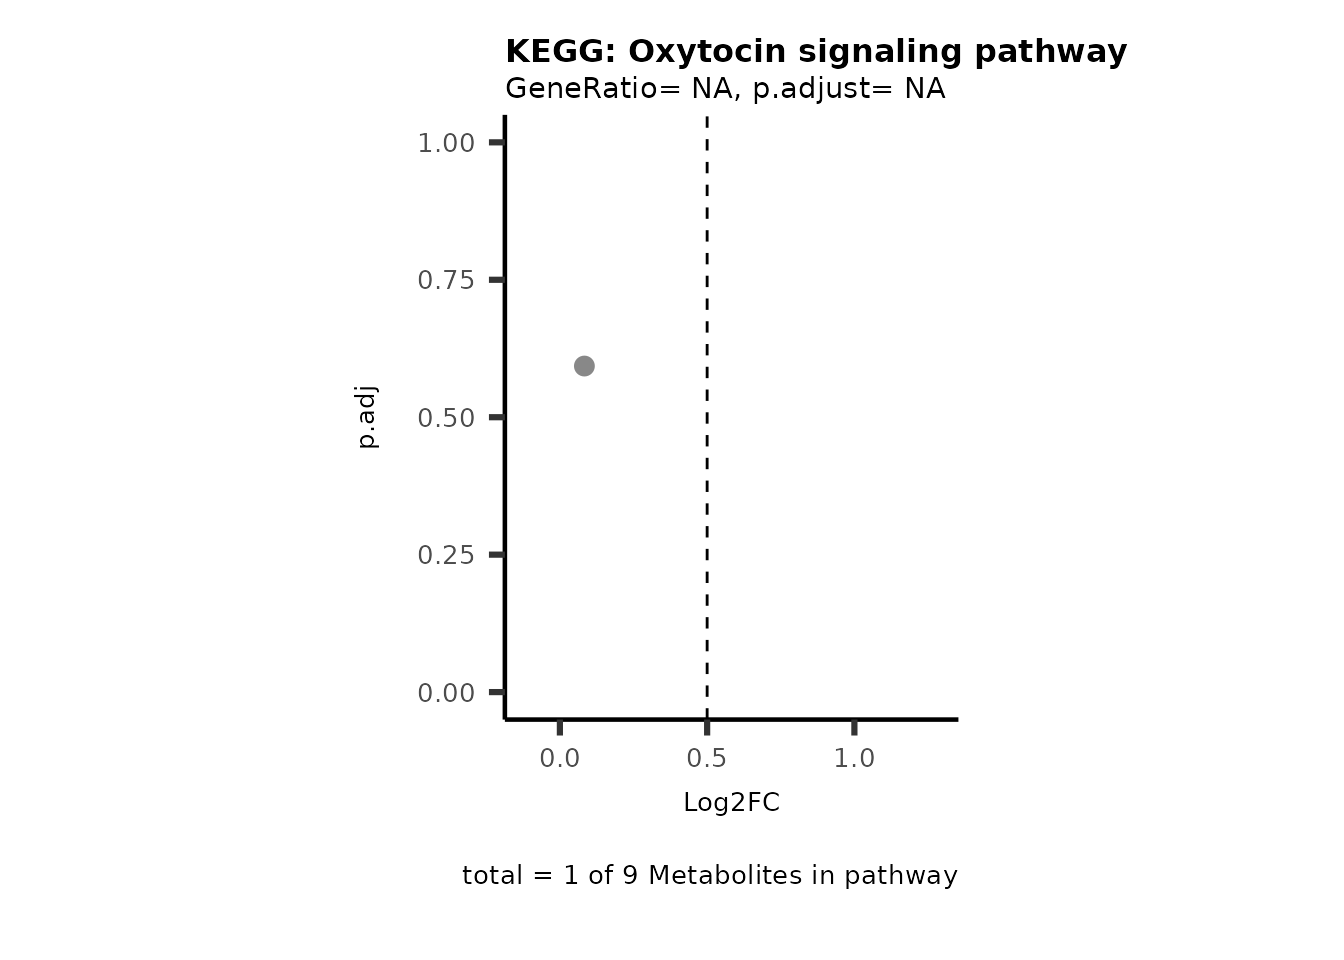 KEGG: Oxytocin signaling pathway
GeneRatio= NA, p.adjust= NA
1.00
0.75
0.50
0.25
0.00
p.adj
0.0 0.5 1.0
Log2FC
total = 1 of 9 Metabolites in pathway